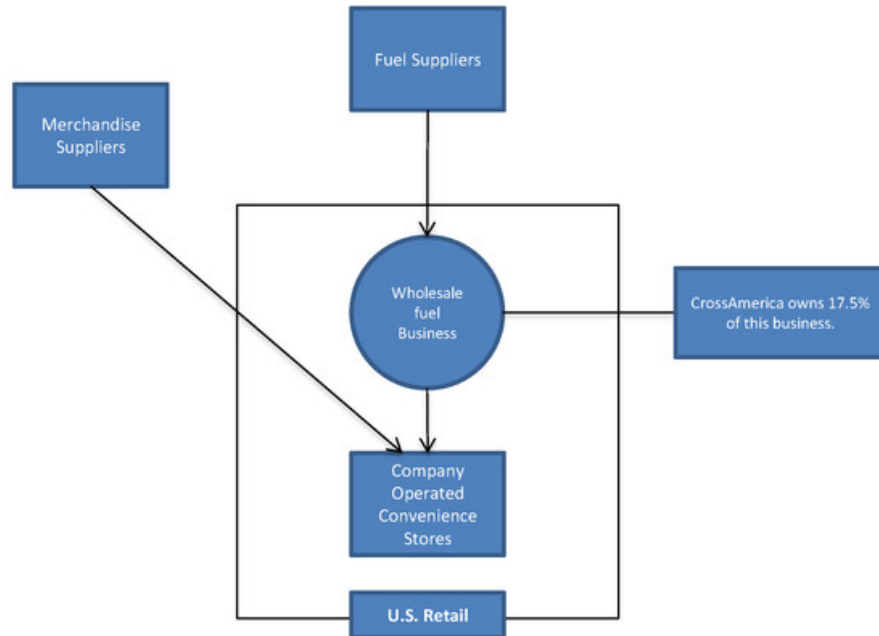 Fuel Suppliers
Merchandise
Suppliers
Wholesale
fuel
Business
CrossAmerica owns 17.5%
of this business.
Company
Operated
Convenience
Stores
U.S. Retail